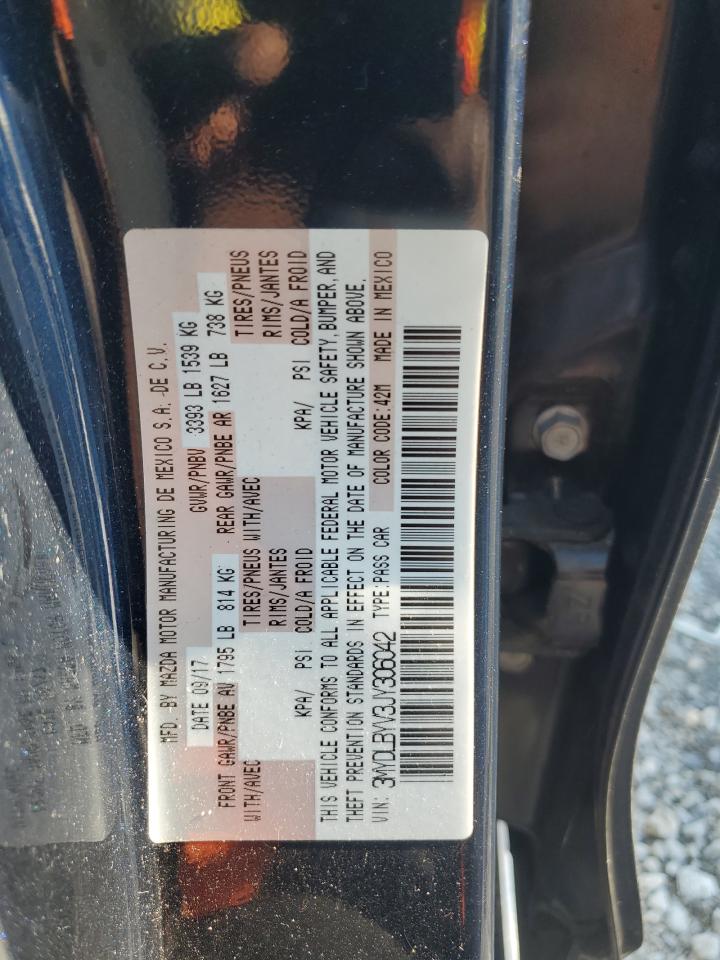 MFD. BY MAZDA MOTOR MANUFACTURING DE MEXICO S.A. DE C.V.
DATE 09/17 GVWR/PNBV 3393 LB 1539 KG
FRONT GAWR/PNBE AV 1795 LB 814 KG REAR GAWR/PNBE AR 1627 LB 738 KG
WITH/AVEC TIRES/PNEUS WITH/AVEC TIRES/PNEUS
RIMS/JANTES RIMS/JANTES
KPA/ PSI COLD/A FROID KPA/ PSI COLD/A FROID
THIS VEHICLE CONFORMS TO ALL APPLICABLE FEDERAL MOTOR VEHICLE SAFETY, BUMPER, AND
THEFT PREVENTION STANDARDS IN EFFECT ON THE DATE OF MANUFACTURE SHOWN ABOVE.
VIN: 3MYDLBYV3JY306042 TYPE:PASS CAR COLOR CODE:42M MADE IN MEXICO